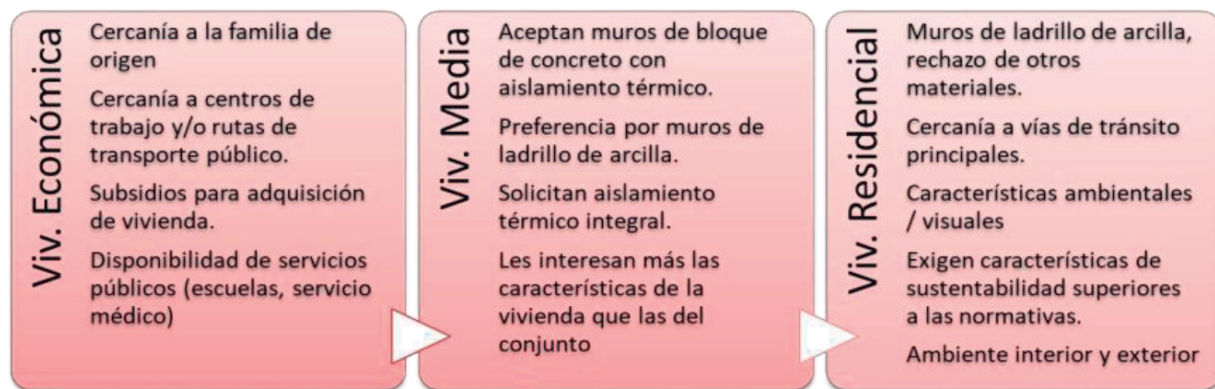 Viv. Económica
Cercanía a la familia de
origen
Cercanía a centros de
trabajo y/o rutas de
transporte público.
Subsidios para adquisición
de vivienda.
Disponibilidad de servicios
públicos (escuelas, servicio
médico)
Viv. Media
Aceptan muros de bloque
de concreto con
aislamiento térmico.
Preferencia por muros de
ladrillo de arcilla.
Solicitan aislamiento
térmico integral.
Les interesan más las
características de la
vivienda que las del
conjunto
Viv. Residencial
Muros de ladrillo de arcilla,
rechazo de otros
materiales.
Cercanía a vías de tránsito
principales.
Características ambientales
/ visuales
Exigen características de
sustentabilidad superiores
a las normativas.
Ambiente interior y exterior